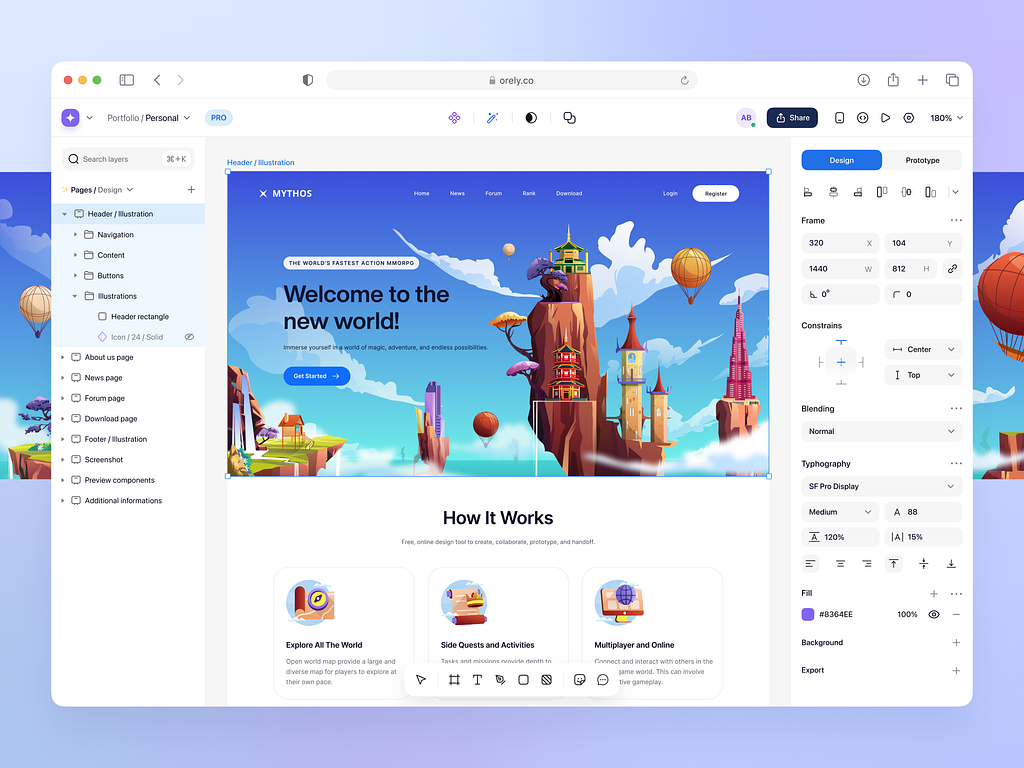 orely.co
Portfolio / Personal
PRO
AB
Share
180%
Search layers
⌘+K
Pages / Design
Header / Illustration
Navigation
Content
Buttons
Illustrations
Header rectangle
Icon / 24 / Solid
About us page
News page
Forum page
Download page
Footer / Illustration
Screenshot
Preview components
Additional informations
Header / Illustration
MYTHOS
Home
News
Forum
Rank
Download
Login
Register
THE WORLD'S FASTEST ACTION MMORPG
Welcome to the
new world!
Immerse yourself in a world of magic, adventure, and endless possibilities.
Get Started
How It Works
Free, online design tool to create, collaborate, prototype, and handoff.
Explore All The World
Open world map provide a large and
diverse map for players to explore at
their own pace.
Side Quests and Activities
Tasks and missions provide depth to
Multiplayer and Online
Connect and interact with others in the
game world. This can involve
tive gameplay.
Design
Prototype
Frame
320 X
104 Y
1440 W
812 H
0°
0
Constrains
Center
Top
Blending
Normal
Typhography
SF Pro Display
Medium
88
120%
15%
Fill
#8364EE
100%
Background
Export